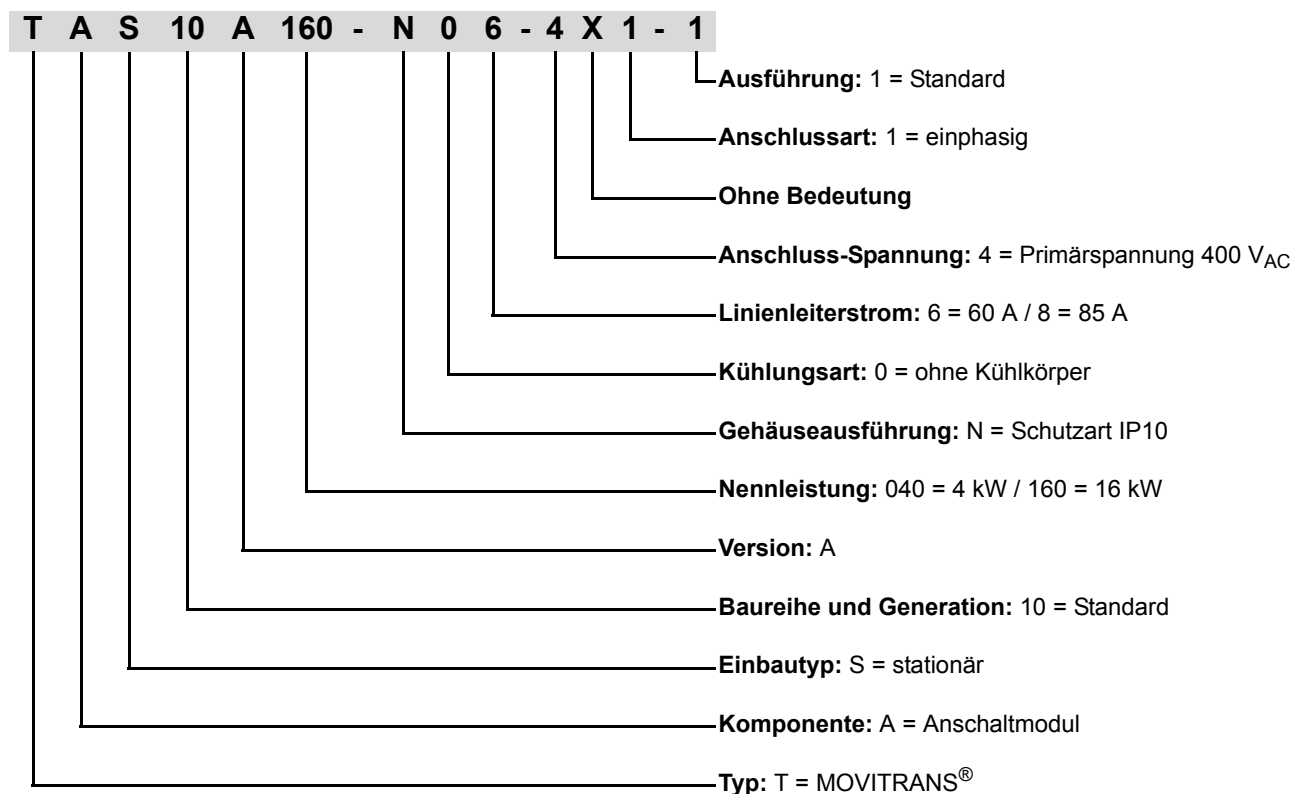 T A S 10 A 160 - N 0 6 - 4 X 1 - 1
Ausführung: 1 = Standard
Anschlussart: 1 = einphasig
Ohne Bedeutung
Anschluss-Spannung: 4 = Primärspannung 400 VAC
Linienleiterstrom: 6 = 60 A / 8 = 85 A
Kühlungsart: 0 = ohne Kühlkörper
Gehäuseausführung: N = Schutzart IP10
Nennleistung: 040 = 4 kW / 160 = 16 kW
Version: A
Baureihe und Generation: 10 = Standard
Einbautyp: S = stationär
Komponente: A = Anschaltmodul
Typ: T = MOVITRANS®